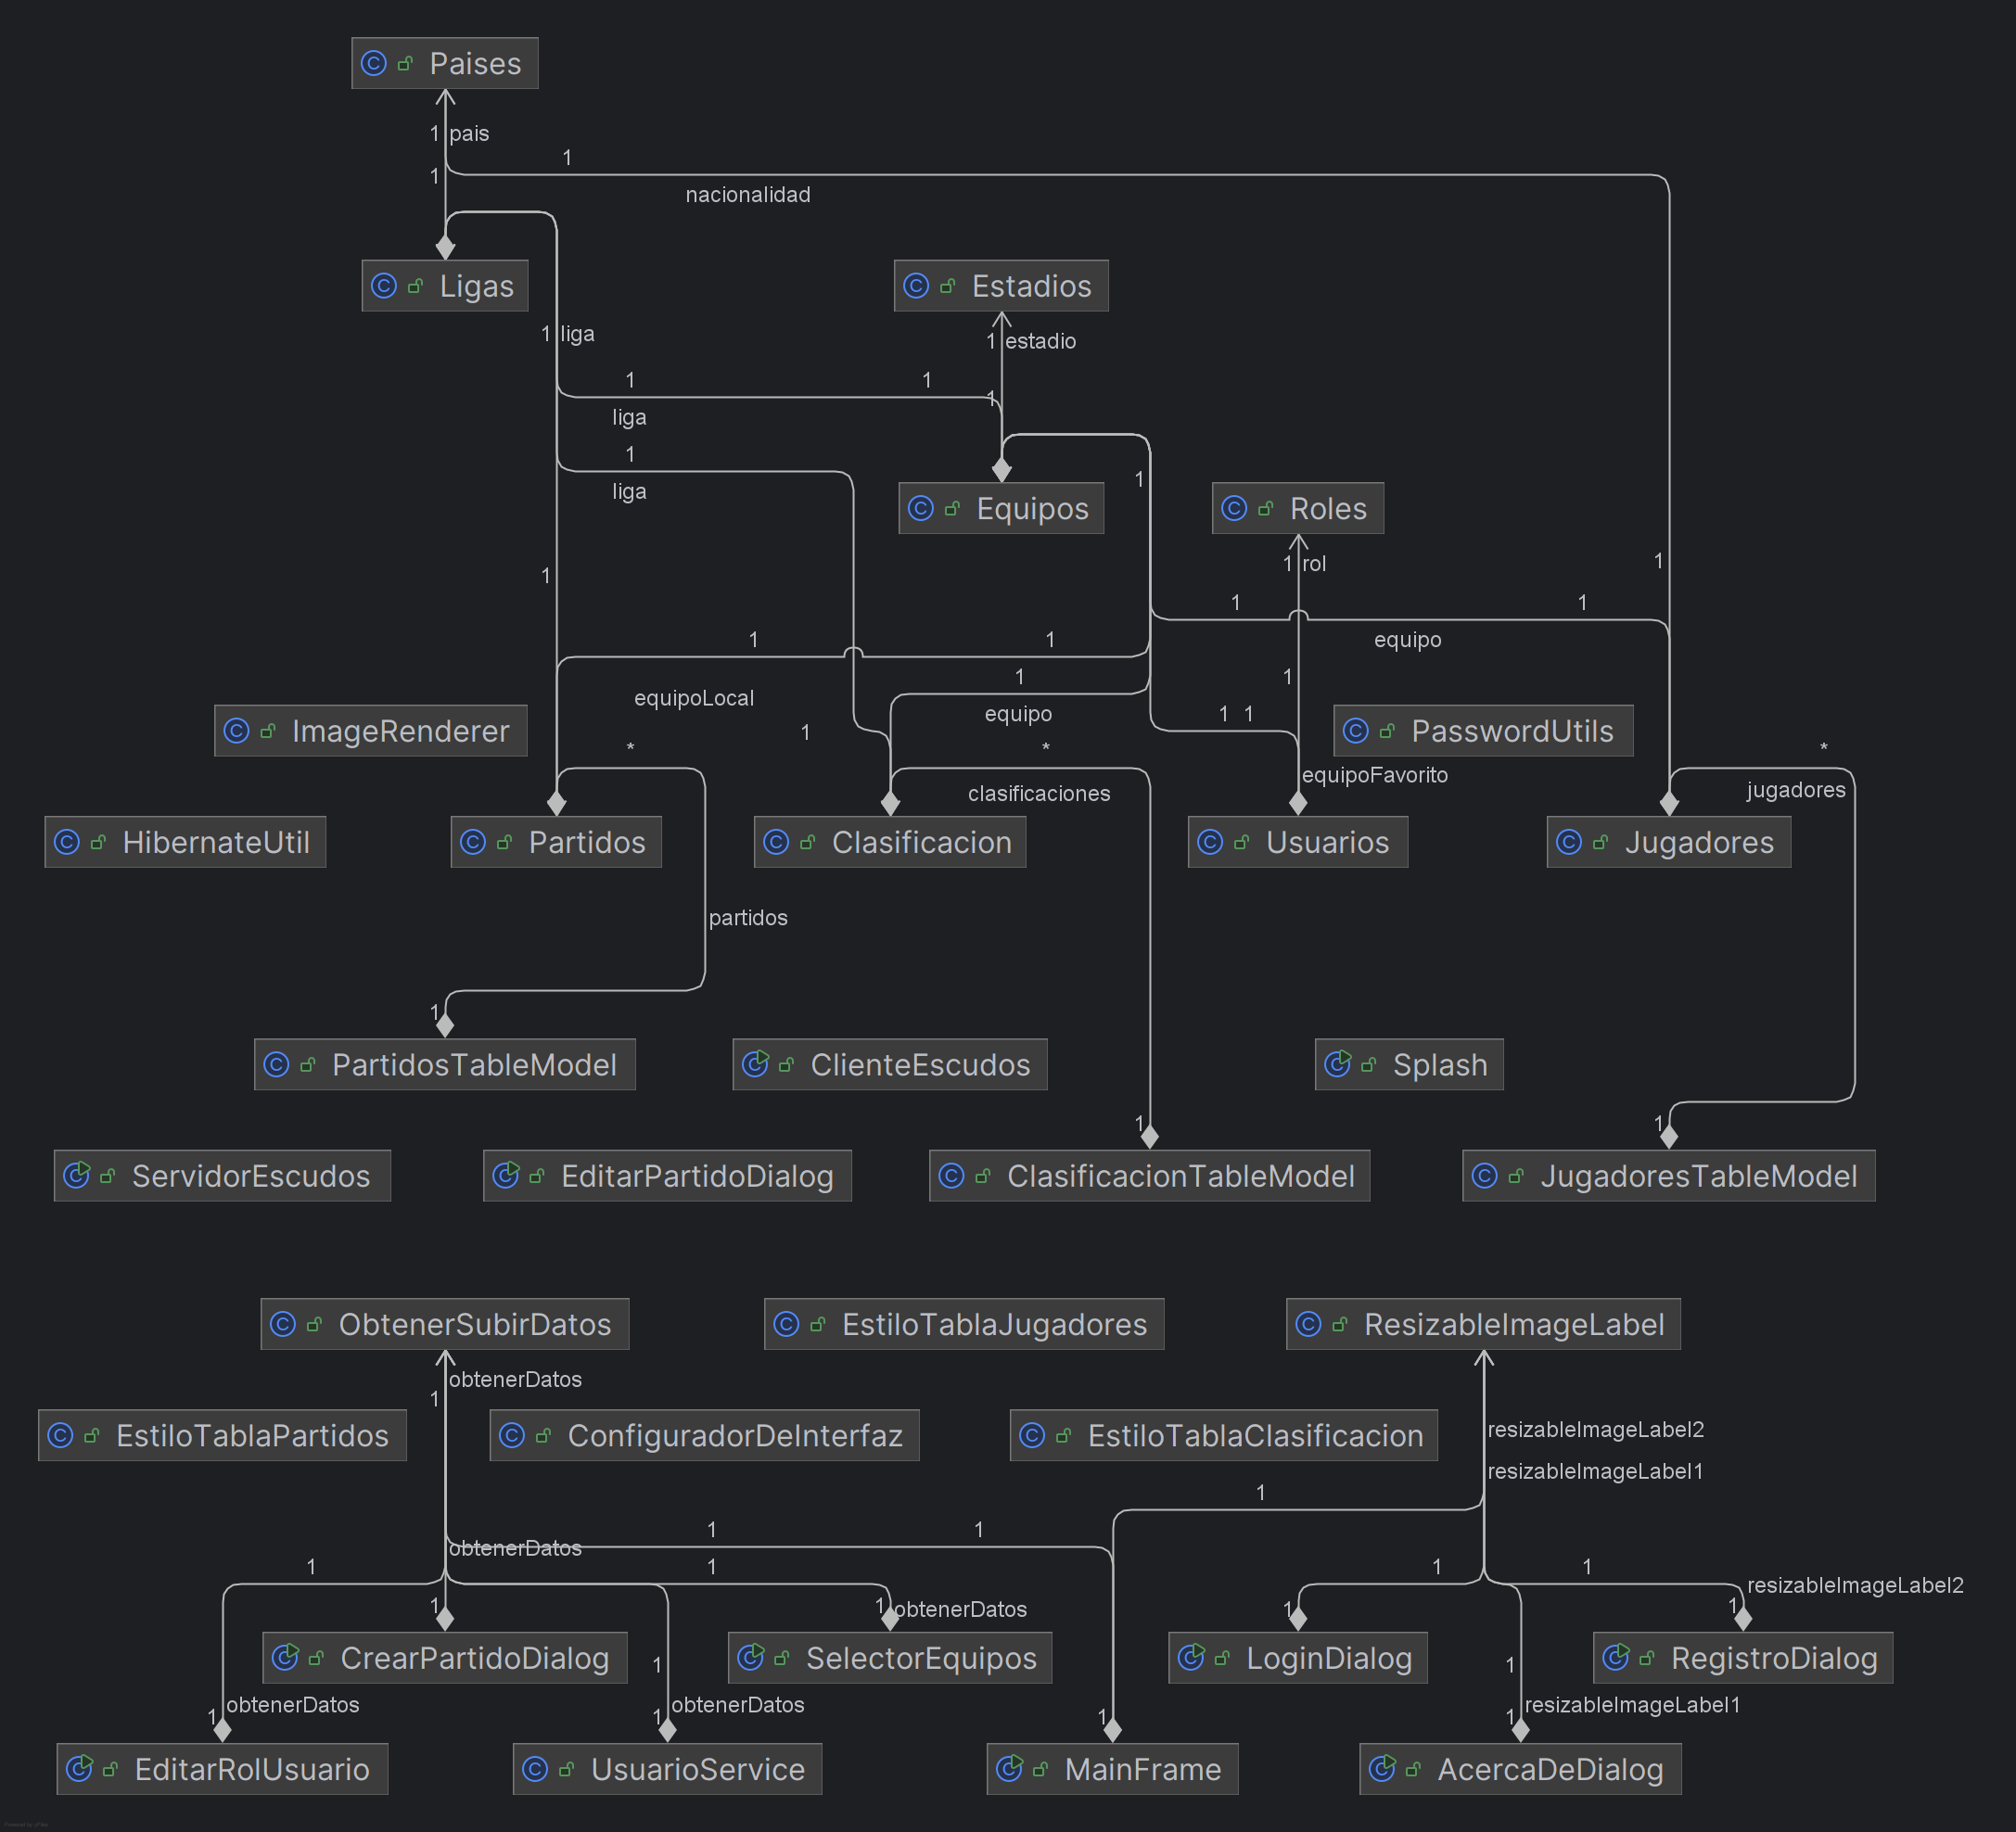 Paises
1 pais
1
1
nacionalidad
Ligas
Estadios
1 liga
1 estadio
1
1
1
liga
1
liga
1
Equipos
Roles
1 rol
1
1
1
1
1
1
equipo
1
1
1
equipoLocal
equipo
1 1
ImageRenderer
1
PasswordUtils
*
*
*
equipoFavorito
clasificaciones
jugadores
HibernateUtil
Partidos
Clasificacion
Usuarios
Jugadores
partidos
1
PartidosTableModel
ClienteEscudos
Splash
1
1
ServidorEscudos
EditarPartidoDialog
ClasificacionTableModel
JugadoresTableModel
ObtenerSubirDatos
EstiloTablaJugadores
ResizableImageLabel
obtenerDatos
1
EstiloTablaPartidos
ConfiguradorDeInterfaz
EstiloTablaClasificacion
resizableImageLabel2
resizableImageLabel1
1
1
1
obtenerDatos
1
1
1
1
resizableImageLabel2
1
1 obtenerDatos
1
1
CrearPartidoDialog
SelectorEquipos
LoginDialog
RegistroDialog
1
1
1 obtenerDatos
1 obtenerDatos
1
1 resizableImageLabel1
EditarRolUsuario
UsuarioService
MainFrame
AcercaDeDialog